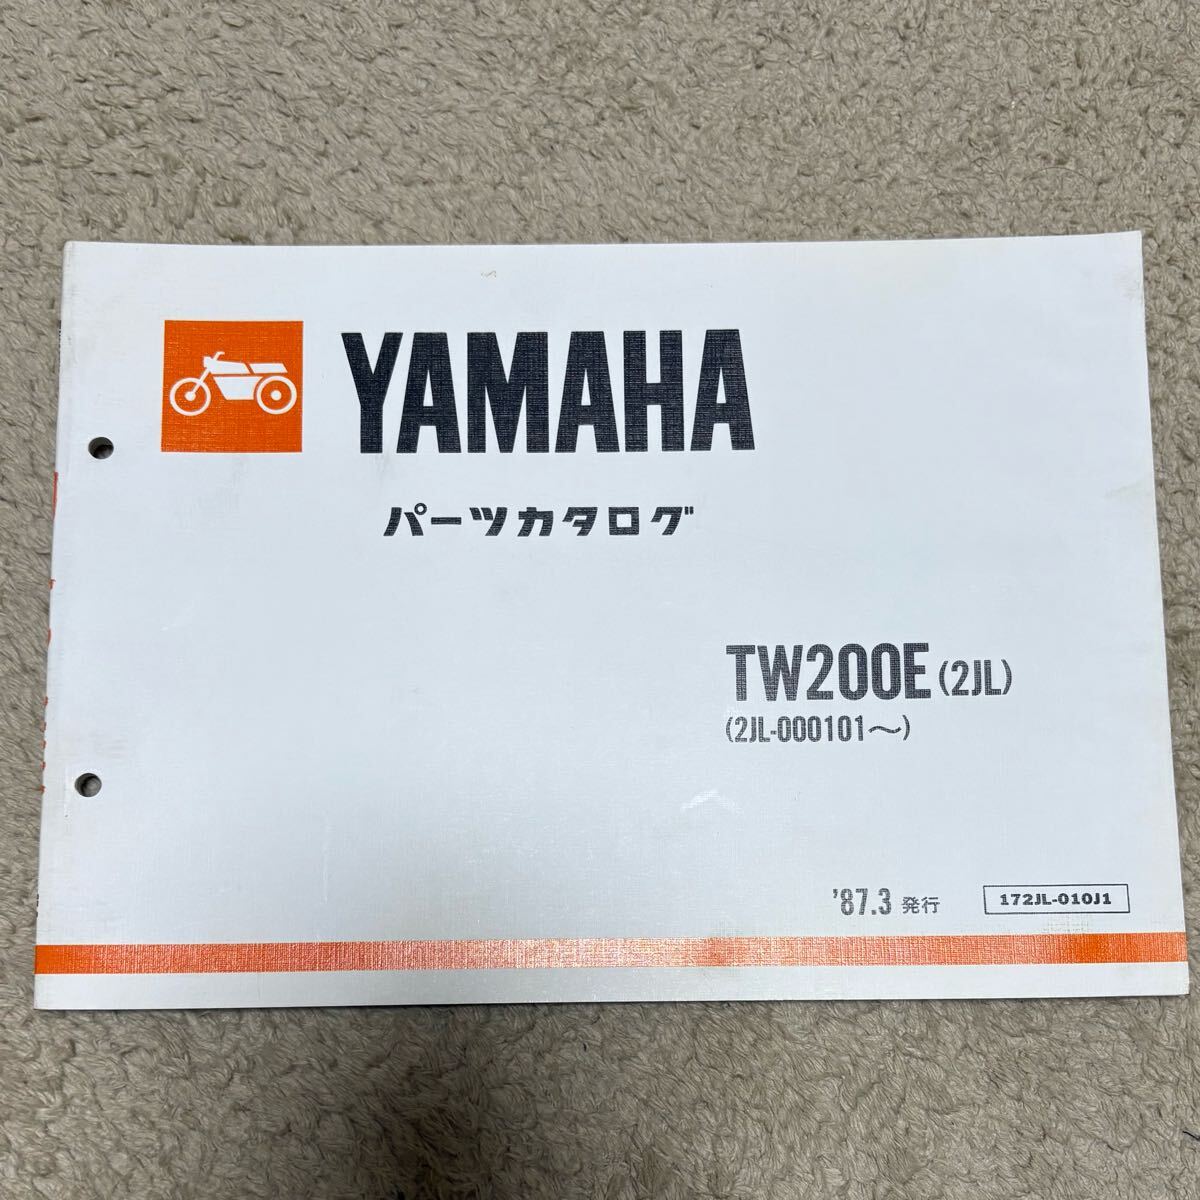 YAMAHA
パーツカタログ
TW200E (2JL)
(2JL-000101～)
'87.3 発行
172JL-010J1